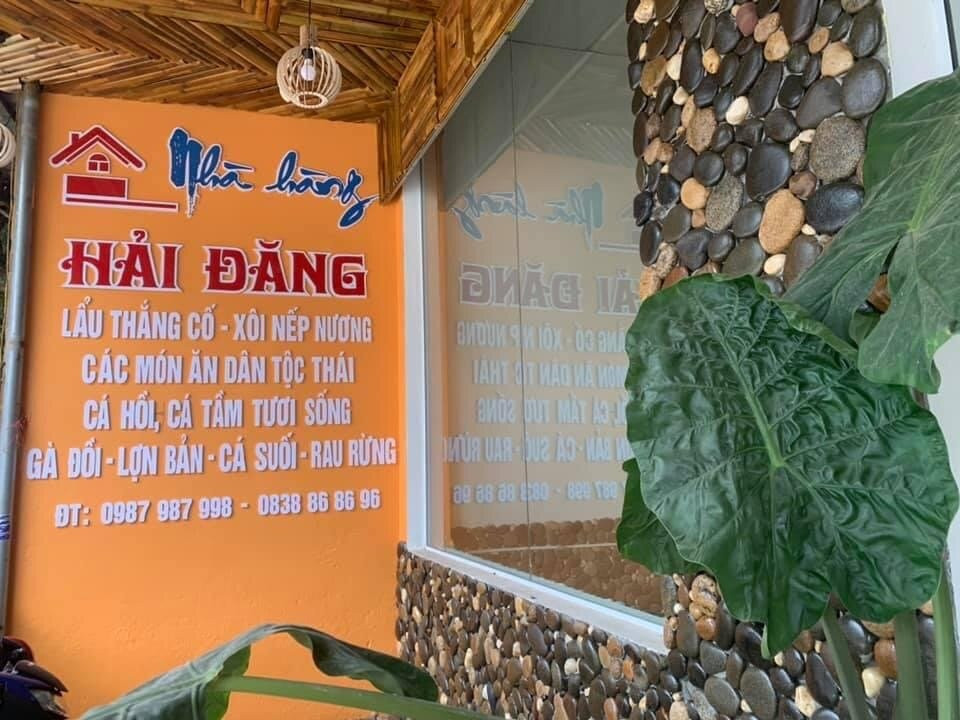 Nhà hàng
HẢI ĐĂNG
LẨU THẮNG CỐ - XÔI NẾP NƯƠNG
CÁC MÓN ĂN DÂN TỘC THÁI
CÁ HỒI, CÁ TẦM TƯƠI SỐNG
GÀ ĐỒI - LỢN BẢN - CÁ SUỐI - RAU RỪNG
ĐT: 0987 987 998 - 0838 86 86 96